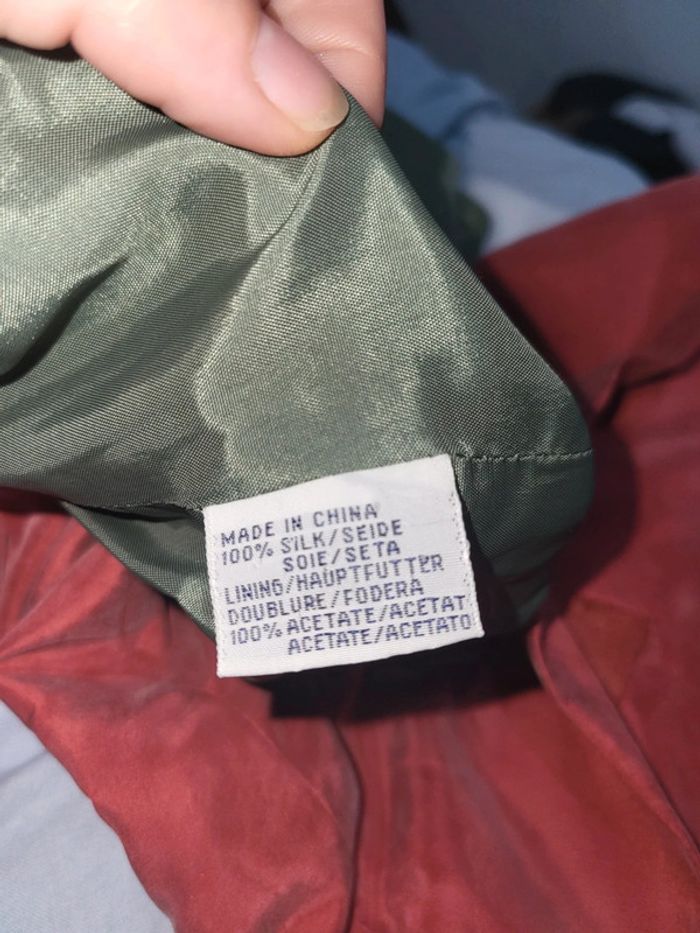 MADE IN CHINA
100% SILK/SEIDE
SOIE/SETA
LINING/HAUPTFUTTER
DOUBLURE/FODERA
100% ACETATE/ACETAT
ACETATE/ACETATO